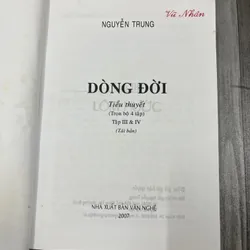 NGUYỄN TRUNG
Vũ Nhân
DÒNG ĐỜI
Tiểu thuyết
(Trọn bộ 4 tập)
Tập III & IV
(Tái bản)
NHÀ XUẤT BẢN VĂN NGHỆ
2007